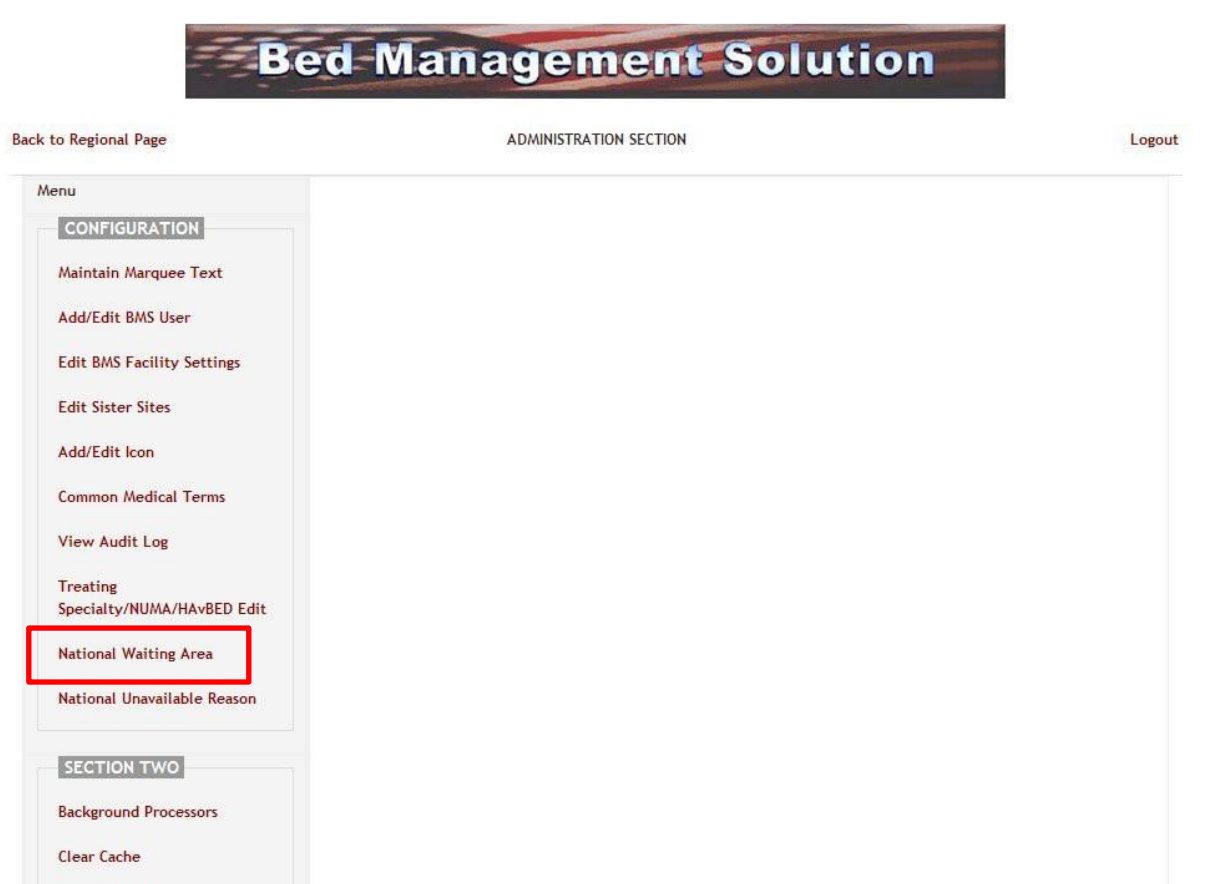 Bed Management Solution
Back to Regional Page
ADMINISTRATION SECTION
Logout
Menu
CONFIGURATION
Maintain Marquee Text
Add/Edit BMS User
Edit BMS Facility Settings
Edit Sister Sites
Add/Edit Icon
Common Medical Terms
View Audit Log
Treating
Specialty/NUMA/HAvBED Edit
National Waiting Area
National Unavailable Reason
SECTION TWO
Background Processors
Clear Cache